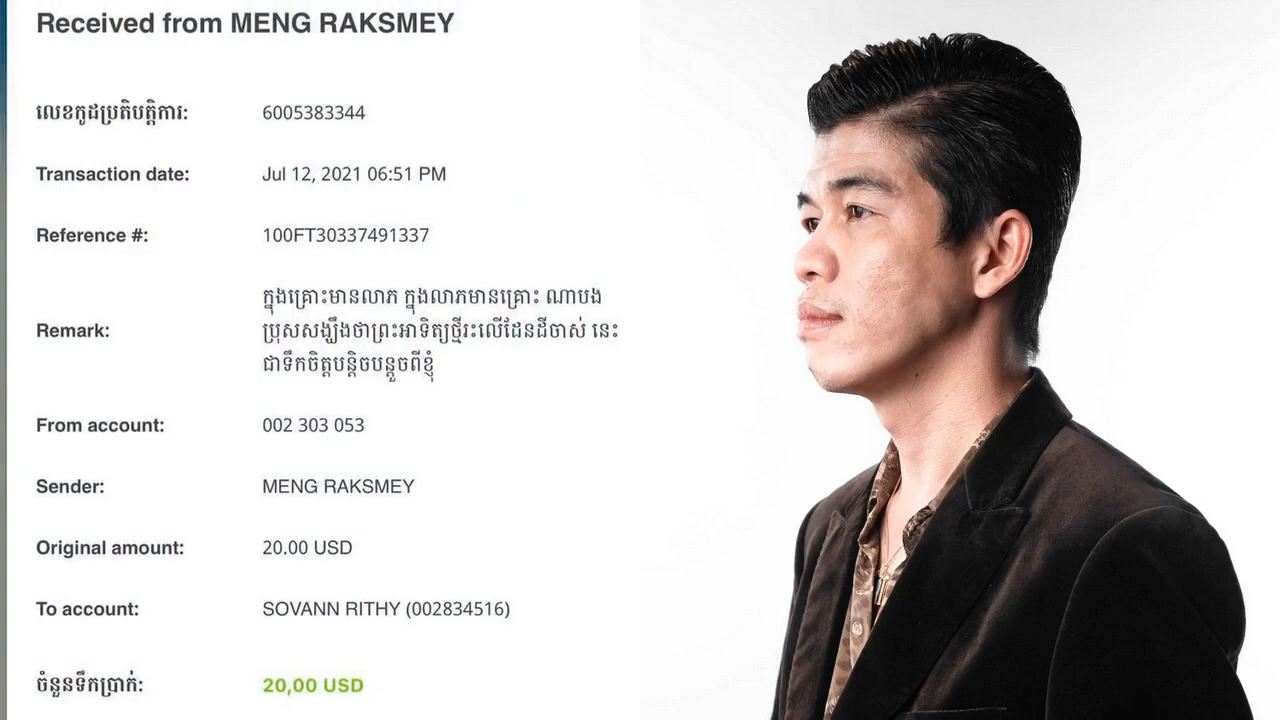 Received from MENG RAKSMEY
លេខកូដប្រតិបត្តិការ: 6005383344
Transaction date: Jul 12, 2021 06:51 PM
Reference #: 100FT30337491337
Remark: ក្នុងគ្រោះមានលាភ ក្នុងលាភមានគ្រោះ ណាបង
ប្រុសសង្ឃឹងថាព្រះអាទិត្យថ្មីរះលើដែនដីចាស់ នេះ
ជាទឹកចិត្តបន្តិចបន្តួចពីខ្ញុំ
From account: 002 303 053
Sender: MENG RAKSMEY
Original amount: 20.00 USD
To account: SOVANN RITHY (002834516)
ចំនួនទឹកប្រាក់: 20,00 USD